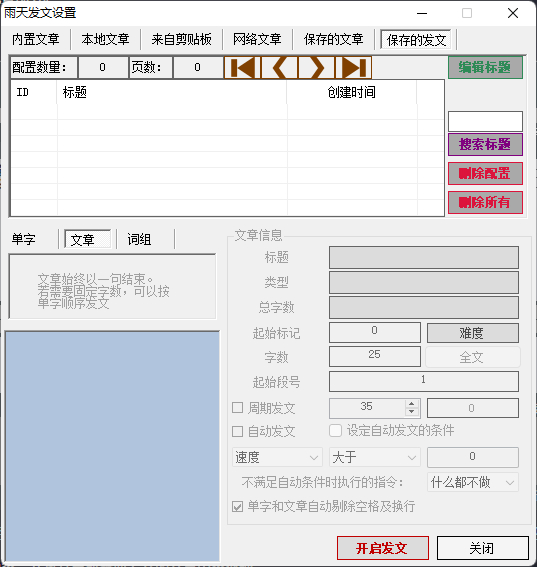 雨天发文设置
内置文章 本地文章 来自剪贴板 网络文章 保存的文章 保存的发文
配置数量： 0 页数： 0 编辑标题
ID 标题 创建时间
搜索标题
删除配置
删除所有
单字 文章 词组
文章始终以一句结束。
若需要固定字数，可以按
单字顺序发文
文章信息
标题
类型
总字数
起始标记 0 难度
字数 25 全文
起始段号 1
周期发文 35 0
自动发文 设定自动发文的条件
速度 大于 0
不满足自动条件时执行的指令： 什么都不做
单字和文章自动剔除空格及换行
开启发文 关闭